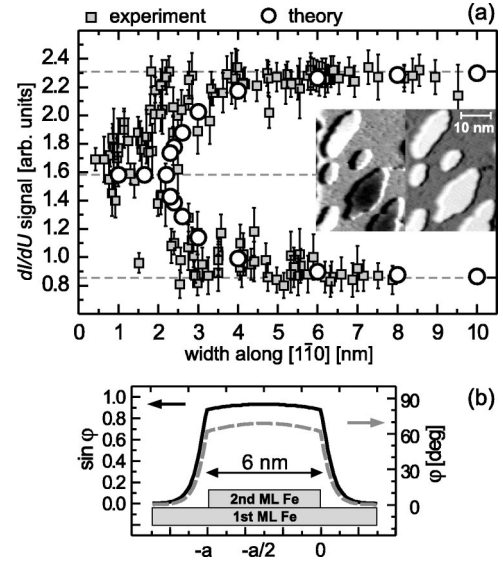 experiment theory (a)
dI/dU signal [arb. units]
2.4
2.2
2.0
1.8
1.6
1.4
1.2
1.0
0.8
10 nm
0 1 2 3 4 5 6 7 8 9 10
width along [11̅0] [nm]
(b)
sin φ
1.0
0.8
0.6
0.4
0.2
0.0
90
60
30
0
φ [deg]
6 nm
2nd ML Fe
1st ML Fe
-a -a/2 0